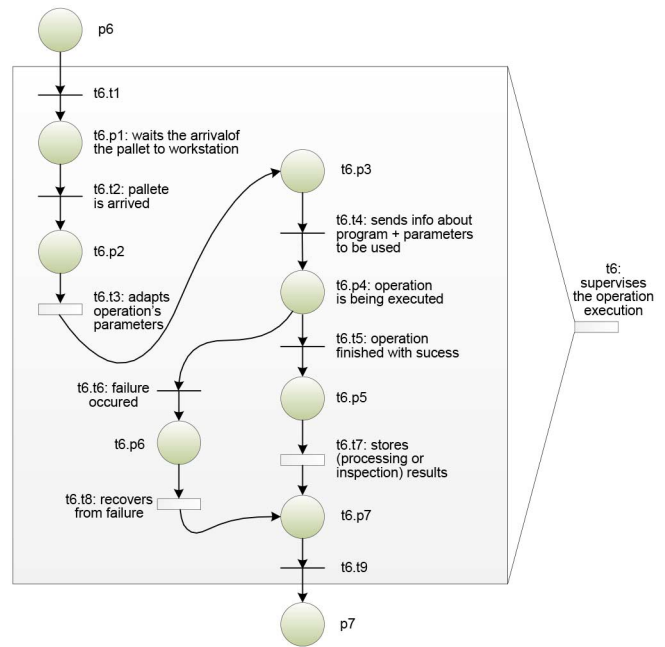 p6
t6.t1
t6.p1: waits the arrivalof
the pallet to workstation
t6.t2: pallete
is arrived
t6.p2
t6.t3: adapts
operation's
parameters
t6.p3
t6.t4: sends info about
program + parameters
to be used
t6.p4: operation
is being executed
t6.t5: operation
finished with sucess
t6.t6: failure
occured
t6.p5
t6.p6
t6.t7: stores
(processing or
inspection) results
t6.t8: recovers
from failure
t6.p7
t6.t9
p7
t6:
supervises
the operation
execution